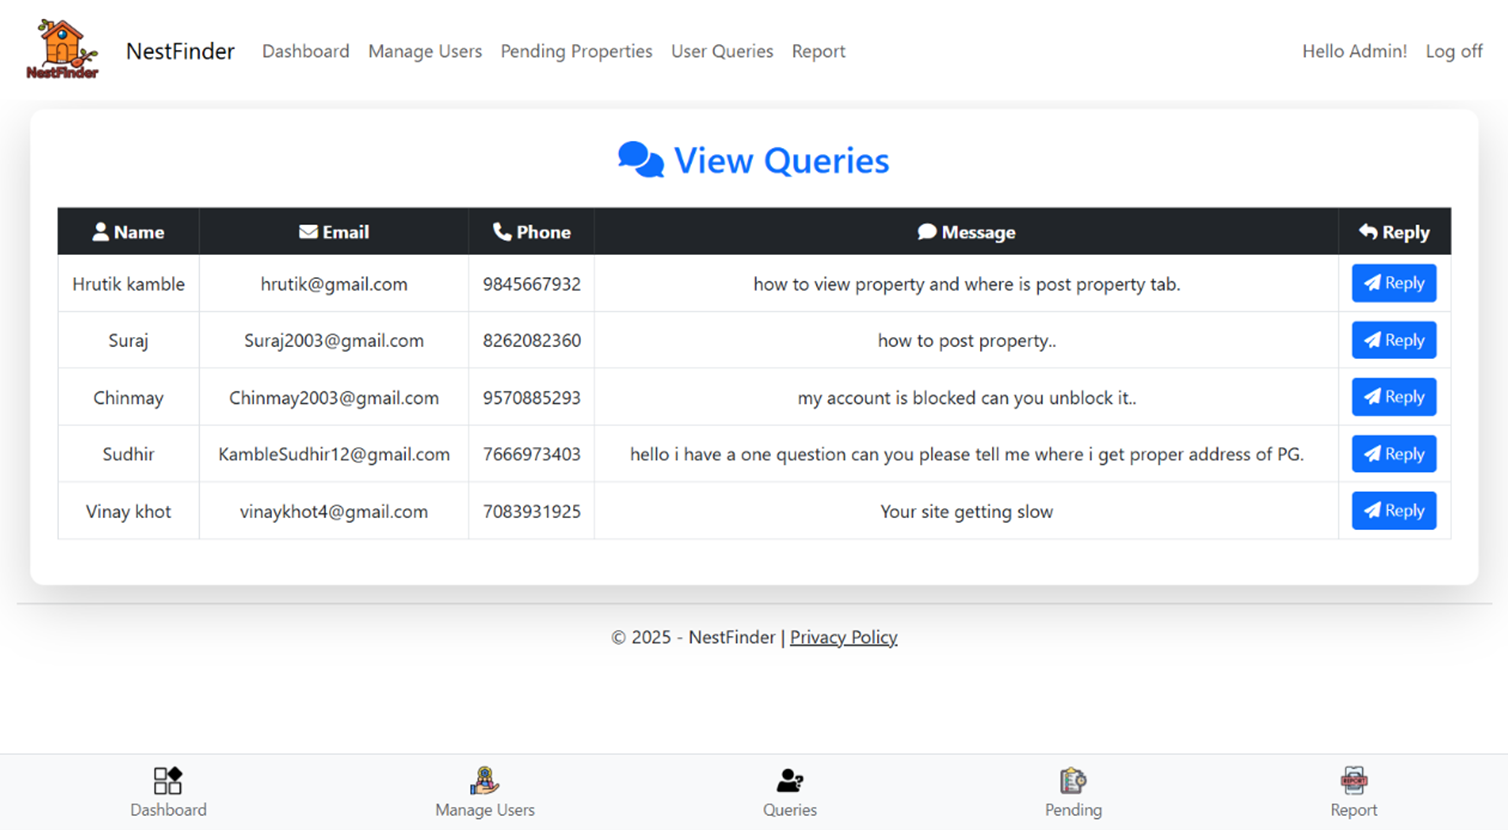 NestFinder
NestFinder Dashboard Manage Users Pending Properties User Queries Report Hello Admin! Log off
View Queries
Name Email Phone Message Reply
Hrutik kamble hrutik@gmail.com 9845667932 how to view property and where is post property tab. Reply
Suraj Suraj2003@gmail.com 8262082360 how to post property.. Reply
Chinmay Chinmay2003@gmail.com 9570885293 my account is blocked can you unblock it.. Reply
Sudhir KambleSudhir12@gmail.com 7666973403 hello i have a one question can you please tell me where i get proper address of PG. Reply
Vinay khot vinaykhot4@gmail.com 7083931925 Your site getting slow Reply
© 2025 - NestFinder | Privacy Policy
REPORT
Dashboard Manage Users Queries Pending Report